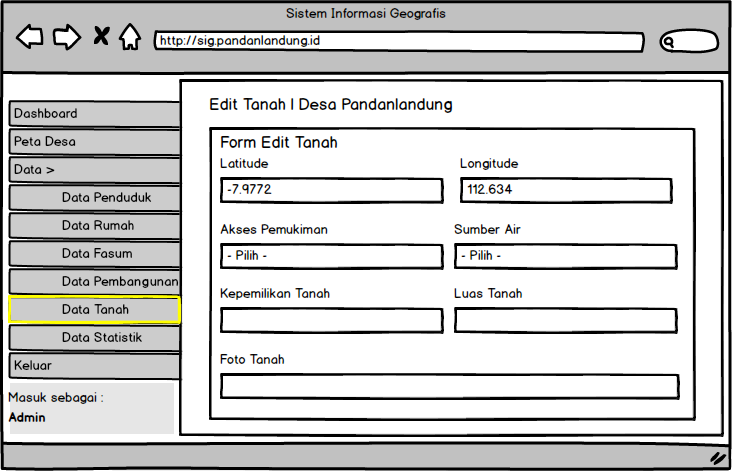 Sistem Informasi Geografis
http://sig.pandanlandung.id
Dashboard
Peta Desa
Data >
Data Penduduk
Data Rumah
Data Fasum
Data Pembangunan
Data Tanah
Data Statistik
Keluar
Masuk sebagai :
Admin
Edit Tanah | Desa Pandanlandung
Form Edit Tanah
Latitude
Longitude
-7.9772
112.634
Akses Pemukiman
Sumber Air
- Pilih -
- Pilih -
Kepemilikan Tanah
Luas Tanah
Foto Tanah